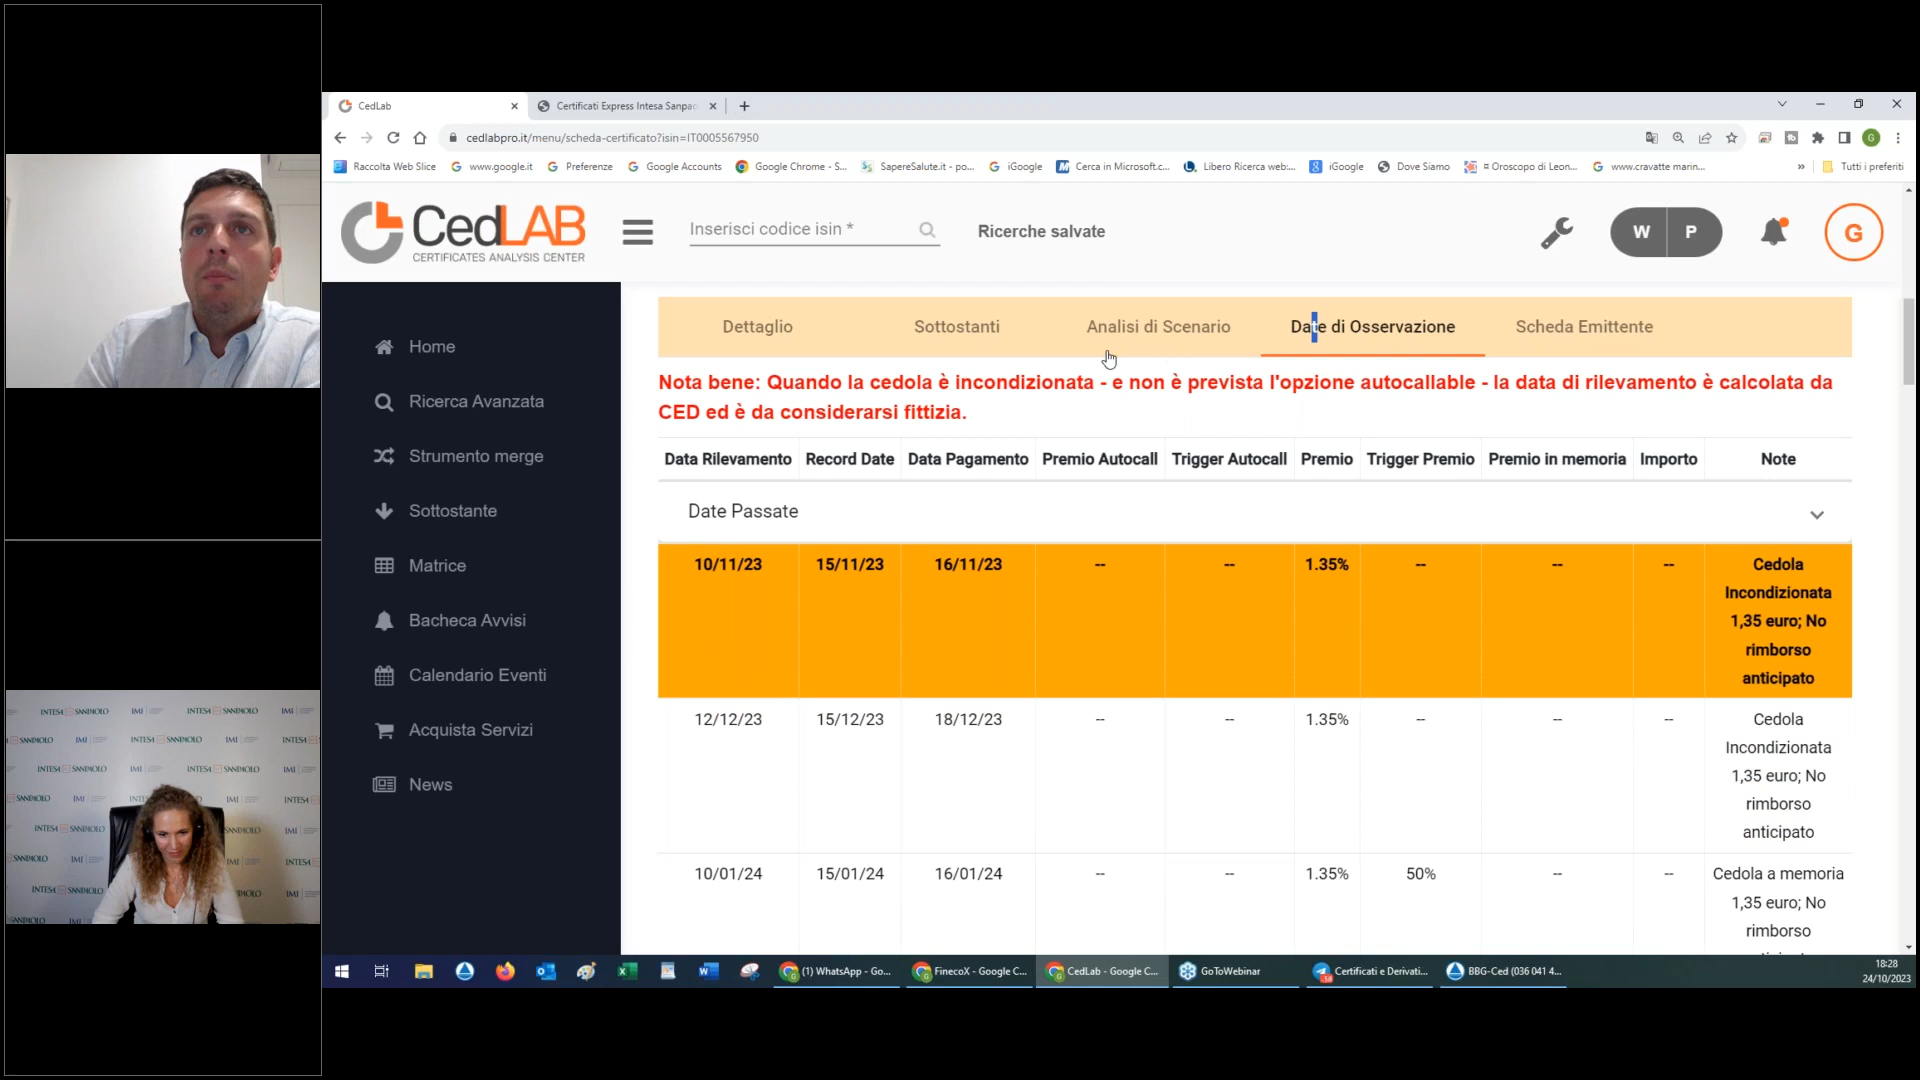 CedLab
Certificati Express Intesa Sanpao
cedlabpro.it/menu/scheda-certificato?isin=IT0005567950
Raccolta Web Slice
www.google.it
Preferenze
Google Accounts
Google Chrome - S...
SapereSalute.it - po...
iGoogle
Cerca in Microsoft.c...
Libero Ricerca web:...
iGoogle
Dove Siamo
¤ Oroscopo di Leon...
www.cravatte marin...
»
Tutti i preferiti
CedLAB
CERTIFICATES ANALYSIS CENTER
Inserisci codice isin *
Ricerche salvate
W P
G
Home
Ricerca Avanzata
Strumento merge
Sottostante
Matrice
Bacheca Avvisi
Calendario Eventi
Acquista Servizi
News
Dettaglio Sottostanti Analisi di Scenario Date di Osservazione Scheda Emittente
Nota bene: Quando la cedola è incondizionata - e non è prevista l'opzione autocallable - la data di rilevamento è calcolata da
CED ed è da considerarsi fittizia.
Data Rilevamento Record Date Data Pagamento Premio Autocall Trigger Autocall Premio Trigger Premio Premio in memoria Importo Note
Date Passate
10/11/23 15/11/23 16/11/23 -- -- 1.35% -- -- -- Cedola
Incondizionata
1,35 euro; No
rimborso
anticipato
12/12/23 15/12/23 18/12/23 -- -- 1.35% -- -- -- Cedola
Incondizionata
1,35 euro; No
rimborso
anticipato
10/01/24 15/01/24 16/01/24 -- -- 1.35% 50% -- -- Cedola a memoria
1,35 euro; No
rimborso
INTESA SANPAOLO IMI
(1) WhatsApp - Go...
FinecoX - Google C...
CedLab - Google C...
GoToWebinar
Certificati e Derivati...
BBG-Ced (036 041 4...
18:28
24/10/2023